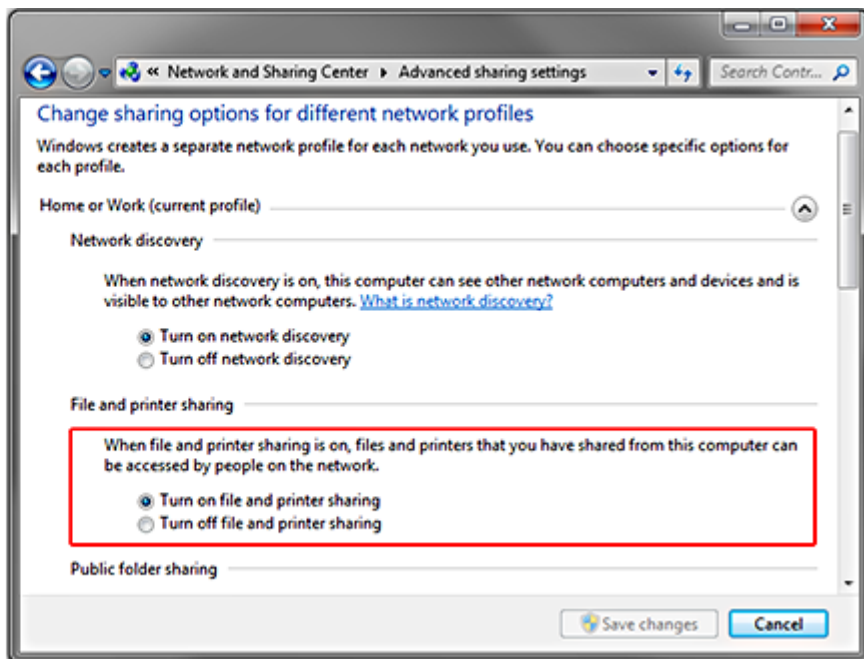 « Network and Sharing Center ▸ Advanced sharing settings
Search Contr...
Change sharing options for different network profiles
Windows creates a separate network profile for each network you use. You can choose specific options for
each profile.
Home or Work (current profile)
Network discovery
When network discovery is on, this computer can see other network computers and devices and is
visible to other network computers. What is network discovery?
Turn on network discovery
Turn off network discovery
File and printer sharing
When file and printer sharing is on, files and printers that you have shared from this computer can
be accessed by people on the network.
Turn on file and printer sharing
Turn off file and printer sharing
Public folder sharing
Save changes
Cancel